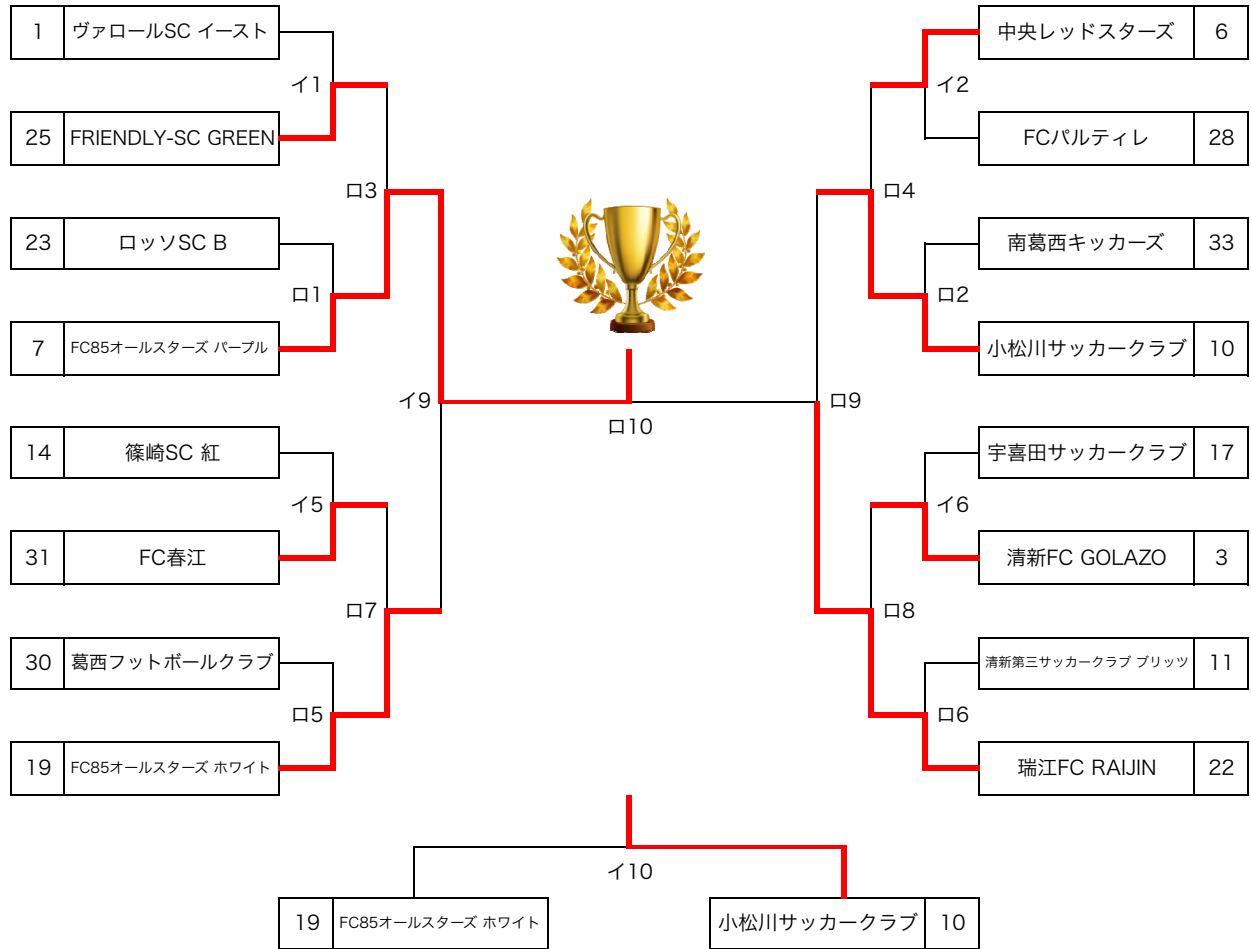 1 ヴァロールSC イースト
イ1
25 FRIENDLY-SC GREEN
ロ3
23 ロッソSC B
ロ1
7 FC85オールスターズ パープル
イ9
14 篠崎SC 紅
イ5
31 FC春江
ロ7
30 葛西フットボールクラブ
ロ5
19 FC85オールスターズ ホワイト
ロ10
中央レッドスターズ 6
イ2
FCパルティレ 28
ロ4
南葛西キッカーズ 33
ロ2
小松川サッカークラブ 10
ロ9
宇喜田サッカークラブ 17
イ6
清新FC GOLAZO 3
ロ8
清新第三サッカークラブ ブリッツ 11
ロ6
瑞江FC RAIJIN 22
イ10
19 FC85オールスターズ ホワイト
小松川サッカークラブ 10